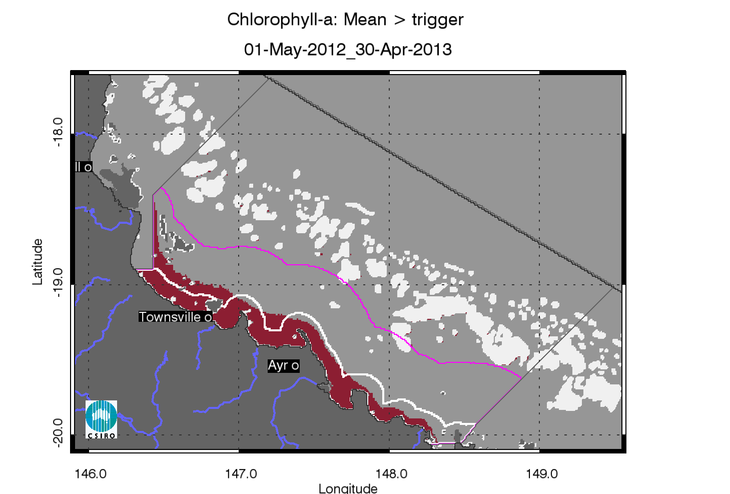 Chlorophyll-a: Mean > trigger
01-May-2012_30-Apr-2013
Latitude
-18.0
-19.0
-20.0
ll o
Townsville o
Ayr o
CSIRO
146.0 147.0 148.0 149.0
Longitude